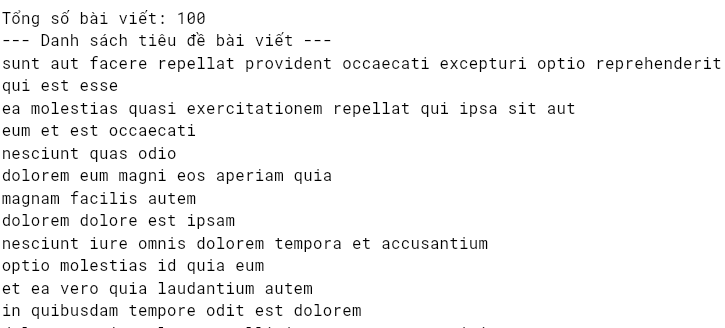 Tổng số bài viết: 100
--- Danh sách tiêu đề bài viết ---
sunt aut facere repellat provident occaecati excepturi optio reprehenderit
qui est esse
ea molestias quasi exercitationem repellat qui ipsa sit aut
eum et est occaecati
nesciunt quas odio
dolorem eum magni eos aperiam quia
magnam facilis autem
dolorem dolore est ipsam
nesciunt iure omnis dolorem tempora et accusantium
optio molestias id quia eum
et ea vero quia laudantium autem
in quibusdam tempore odit est dolorem